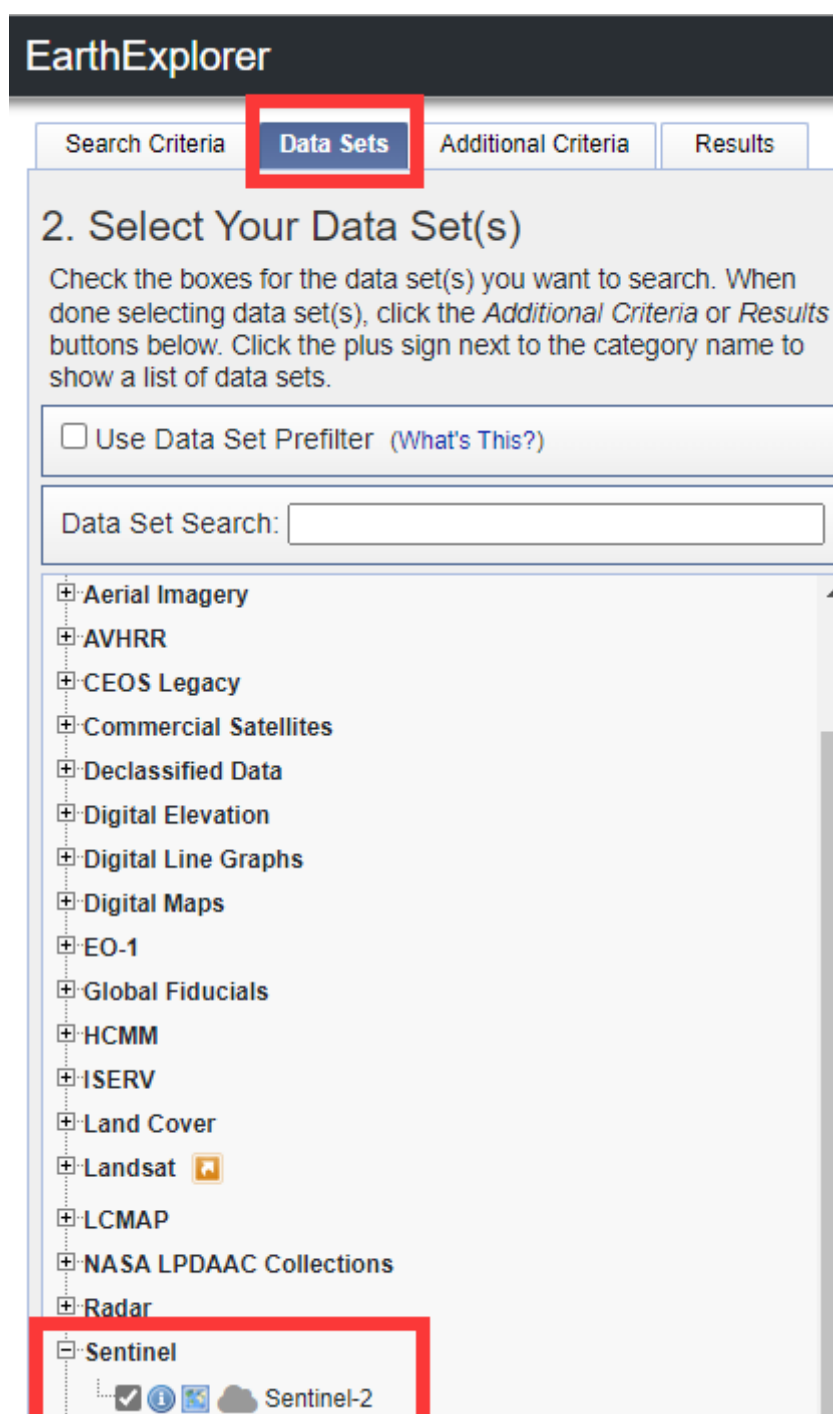 EarthExplorer
Search Criteria Data Sets Additional Criteria Results
2. Select Your Data Set(s)
Check the boxes for the data set(s) you want to search. When
done selecting data set(s), click the Additional Criteria or Results
buttons below. Click the plus sign next to the category name to
show a list of data sets.
Use Data Set Prefilter (What's This?)
Data Set Search:
Aerial Imagery
AVHRR
CEOS Legacy
Commercial Satellites
Declassified Data
Digital Elevation
Digital Line Graphs
Digital Maps
EO-1
Global Fiducials
HCMM
ISERV
Land Cover
Landsat
LCMAP
NASA LPDAAC Collections
Radar
Sentinel
Sentinel-2